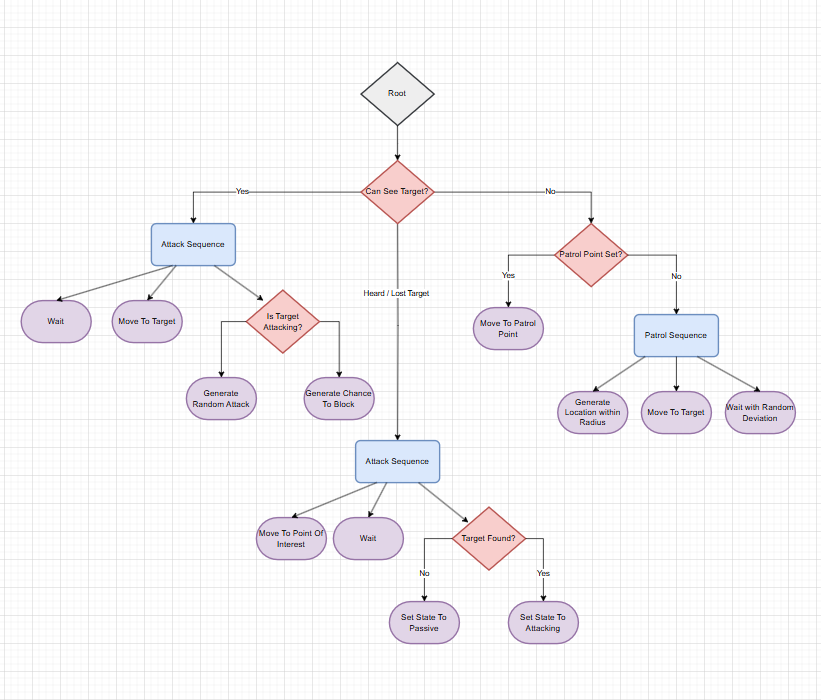 Root
Can See Target?
Yes
No
Attack Sequence
Patrol Point Set?
Yes
No
Heard / Lost Target
Wait
Move To Target
Is Target
Attacking?
Move To Patrol
Point
Patrol Sequence
Generate
Random Attack
Generate Chance
To Block
Generate
Location within
Radius
Move To Target
Wait with Random
Deviation
Attack Sequence
Move To Point Of
Interest
Wait
Target Found?
No
Yes
Set State To
Passive
Set State To
Attacking